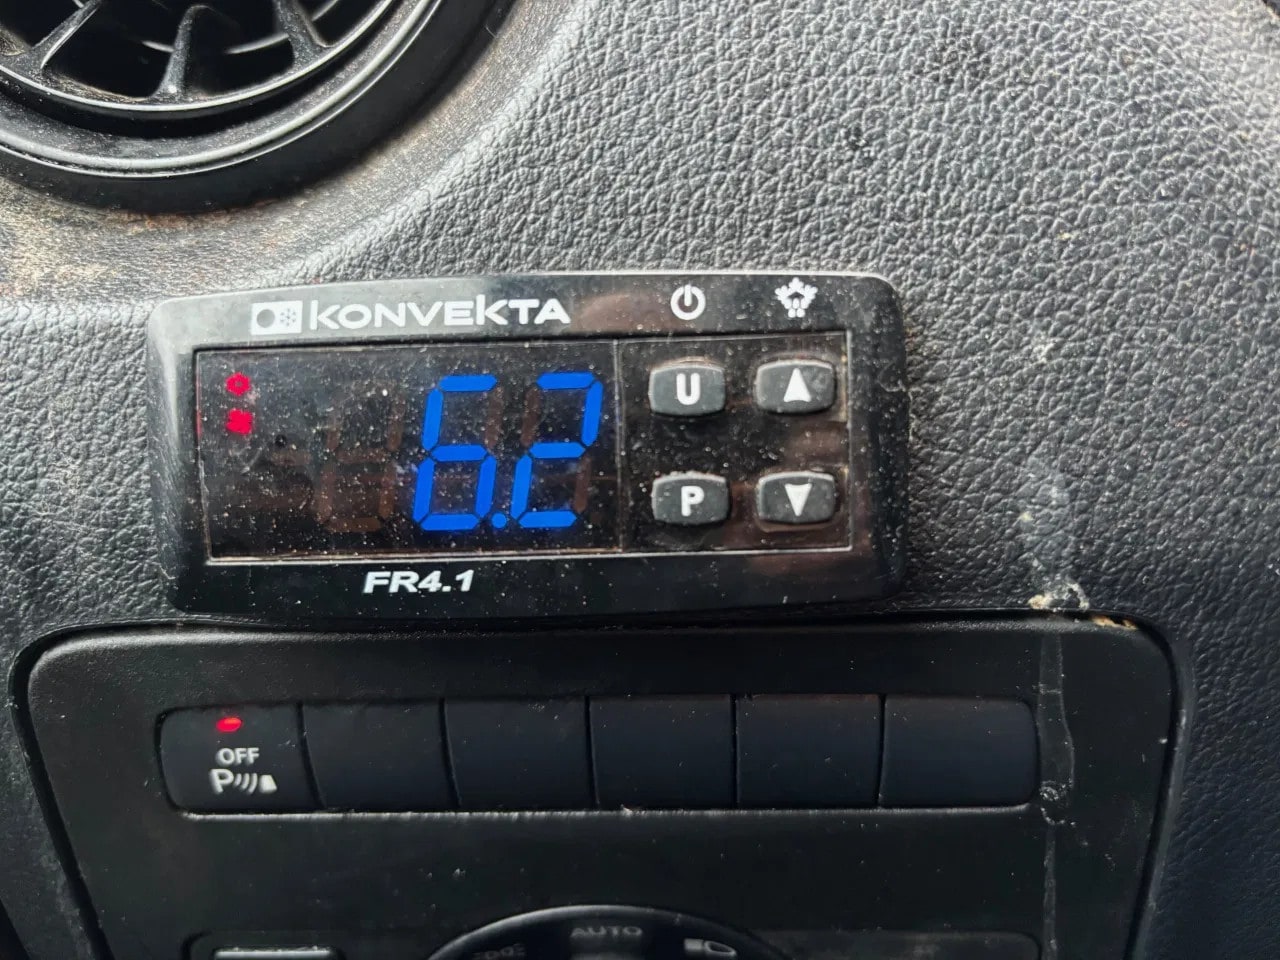 KONVEKTA
6.2
U
P
FR4.1
OFF
P
AUTO